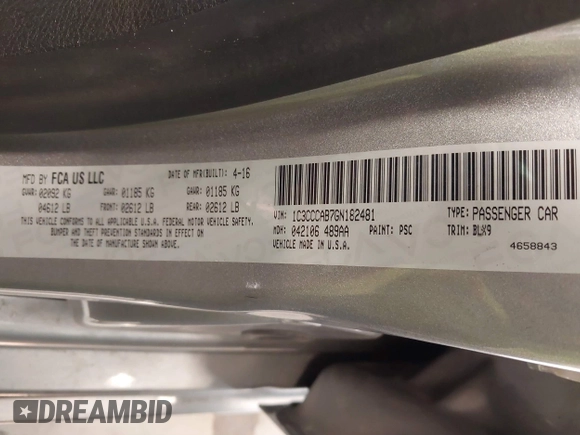 MFD BY FCA US LLC DATE OF MFR(BUILT): 4-16
GVWR: 02092 KG GAWR: 01185 KG GAWR: 01185 KG
04612 LB FRONT: 02612 LB REAR: 02612 LB
THIS VEHICLE CONFORMS TO ALL APPLICABLE U.S.A. FEDERAL MOTOR VEHICLE SAFETY,
BUMPER AND THEFT PREVENTION STANDARDS IN EFFECT ON
THE DATE OF MANUFACTURE SHOWN ABOVE.
VIN: 1C3CCCAB7GN182481 TYPE: PASSENGER CAR
MDH: 042106 489AA PAINT: PSC TRIM: BLX9
VEHICLE MADE IN U.S.A. 4658843
DREAMBID